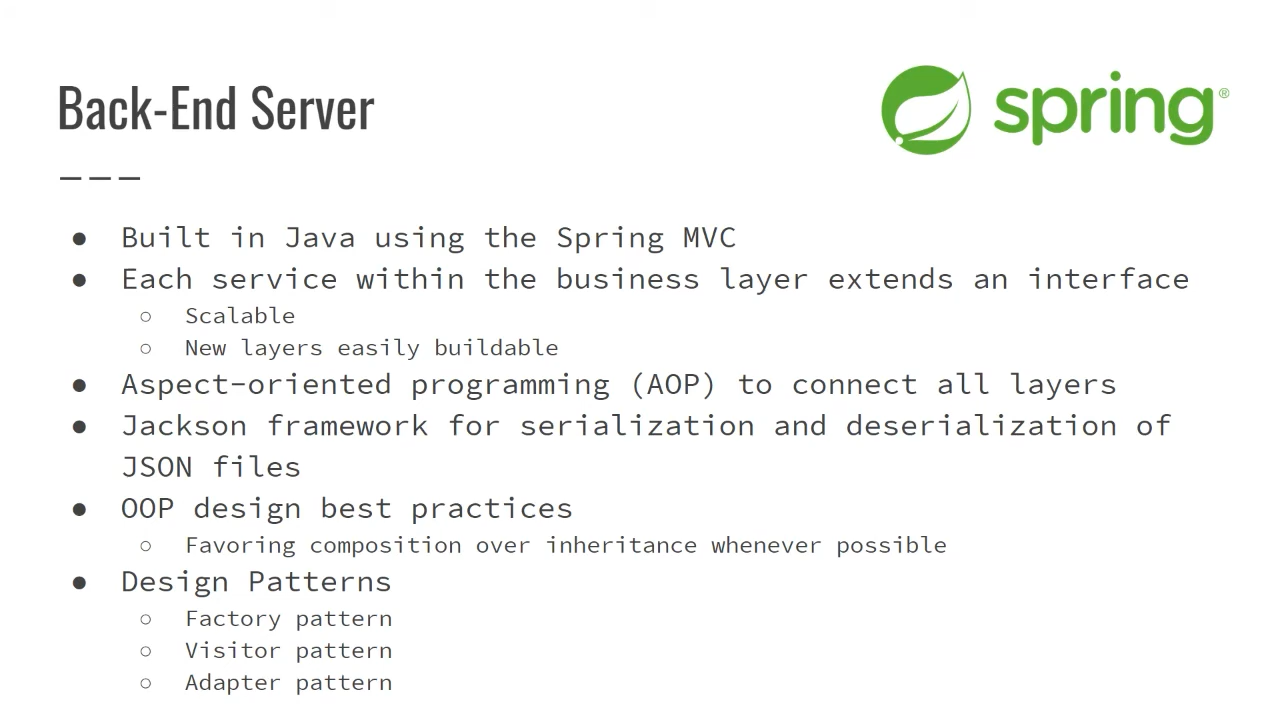 Back-End Server
spring®
● Built in Java using the Spring MVC
● Each service within the business layer extends an interface
○ Scalable
○ New layers easily buildable
● Aspect-oriented programming (AOP) to connect all layers
● Jackson framework for serialization and deserialization of
JSON files
● OOP design best practices
○ Favoring composition over inheritance whenever possible
● Design Patterns
○ Factory pattern
○ Visitor pattern
○ Adapter pattern